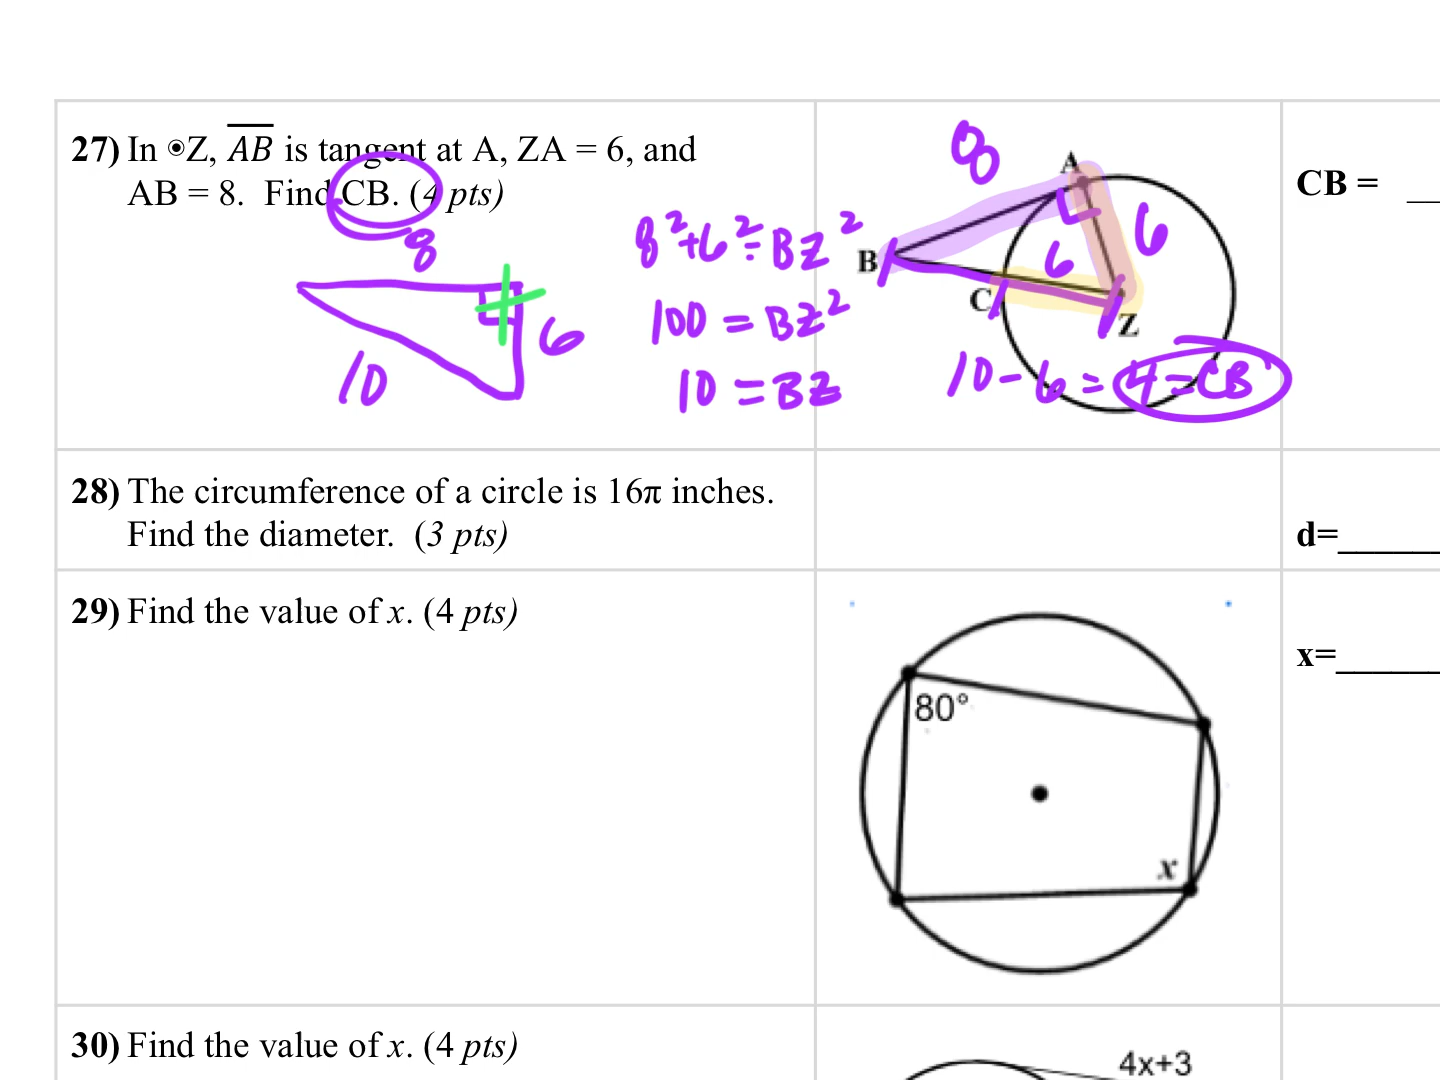 27) In ⊙Z, AB is tangent at A, ZA = 6, and
AB = 8. Find CB. (4 pts)
8
6
10
8²+6² = BZ²
100 = BZ²
10 = BZ
8
A
6
6
B
C
Z
10 - 6 = 4 = CB
CB = __
28) The circumference of a circle is 16π inches.
Find the diameter. (3 pts)
d=______
29) Find the value of x. (4 pts)
80°
x
x=______
30) Find the value of x. (4 pts)
4x+3